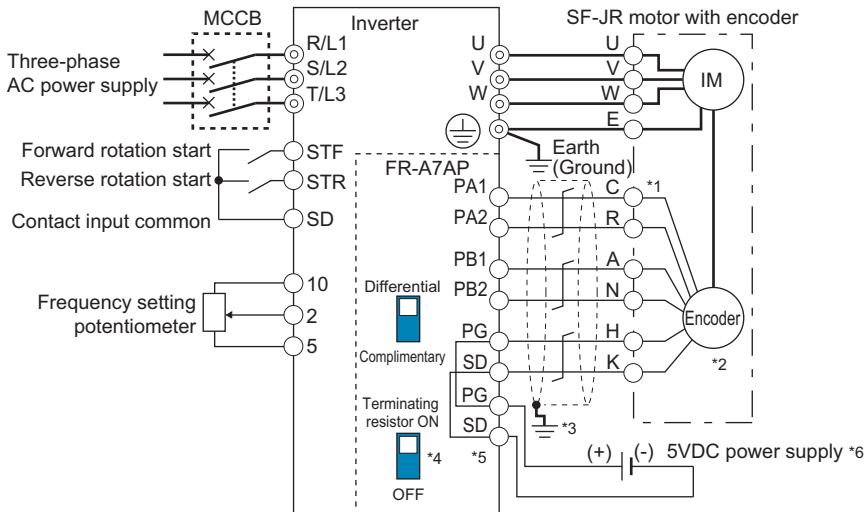 MCCB
SF-JR motor with encoder
Inverter
Three-phase
AC power supply
R/L1
S/L2
T/L3
U
V
W
U
V
W
E
IM
Earth
(Ground)
Forward rotation start
Reverse rotation start
Contact input common
STF
STR
SD
FR-A7AP
PA1
PA2
PB1
PB2
PG
SD
PG
SD
C
R
A
N
H
K
*1
Encoder
*2
*3
Frequency setting
potentiometer
10
2
5
Differential
Complimentary
Terminating
resistor ON
*4
OFF
*5
(+)
(-)
5VDC power supply *6